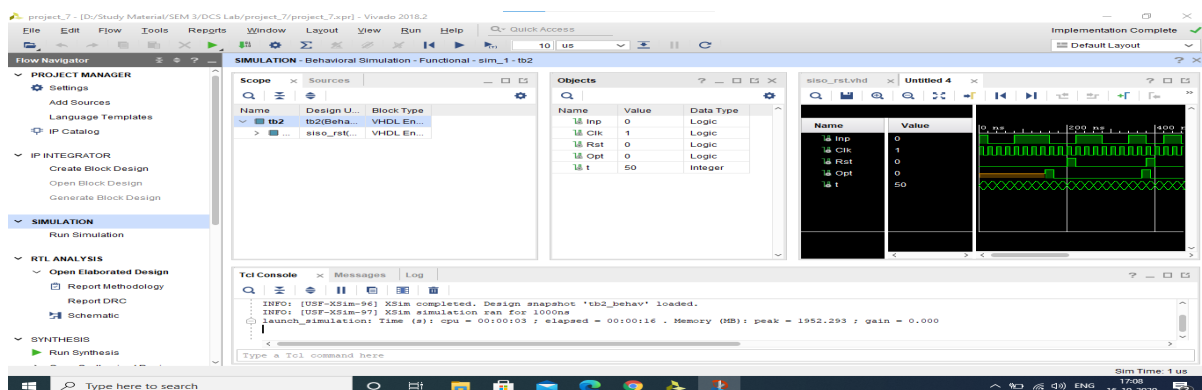 project_7 - [D:/Study Material/SEM 3/DCS Lab/project_7/project_7.xpr] - Vivado 2018.2
File Edit Flow Tools Reports Window Layout View Run Help Quick Access Implementation Complete
10 us Default Layout
Flow Navigator
PROJECT MANAGER
Settings
Add Sources
Language Templates
IP Catalog
IP INTEGRATOR
Create Block Design
Open Block Design
Generate Block Design
SIMULATION
Run Simulation
RTL ANALYSIS
Open Elaborated Design
Report Methodology
Report DRC
Schematic
SYNTHESIS
Run Synthesis
SIMULATION - Behavioral Simulation - Functional - sim_1 - tb2
Scope Sources
Name Design U... Block Type
tb2 tb2(Beha... VHDL En...
... siso_rst(... VHDL En...
Objects
Name Value Data Type
Inp 0 Logic
Clk 1 Logic
Rst 0 Logic
Opt 0 Logic
t 50 Integer
siso_rst.vhd Untitled 4
Name Value 0 ns 200 ns 400
Inp 0
Clk 1
Rst 0
Opt 0
t 50
Tcl Console Messages Log
INFO: [USF-XSim-96] XSim completed. Design snapshot 'tb2_behav' loaded.
INFO: [USF-XSim-97] XSim simulation ran for 1000ns
launch_simulation: Time (s): cpu = 00:00:03 ; elapsed = 00:00:16 . Memory (MB): peak = 1952.293 ; gain = 0.000
Type a Tcl command here
Sim Time: 1 us
Type here to search
ENG 17:08